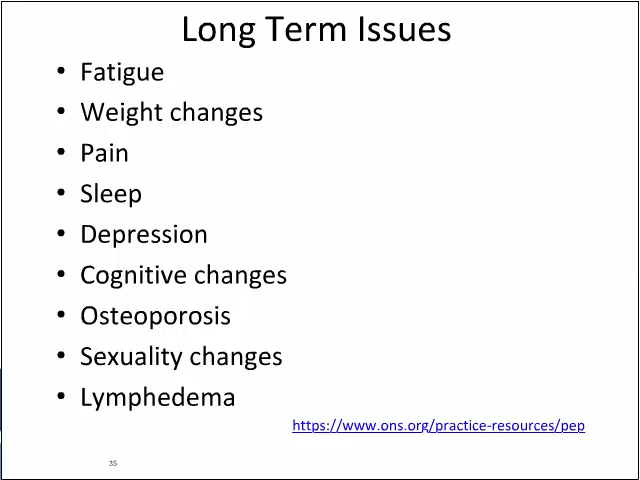 Long Term Issues
• Fatigue
• Weight changes
• Pain
• Sleep
• Depression
• Cognitive changes
• Osteoporosis
• Sexuality changes
• Lymphedema
https://www.ons.org/practice-resources/pep
35